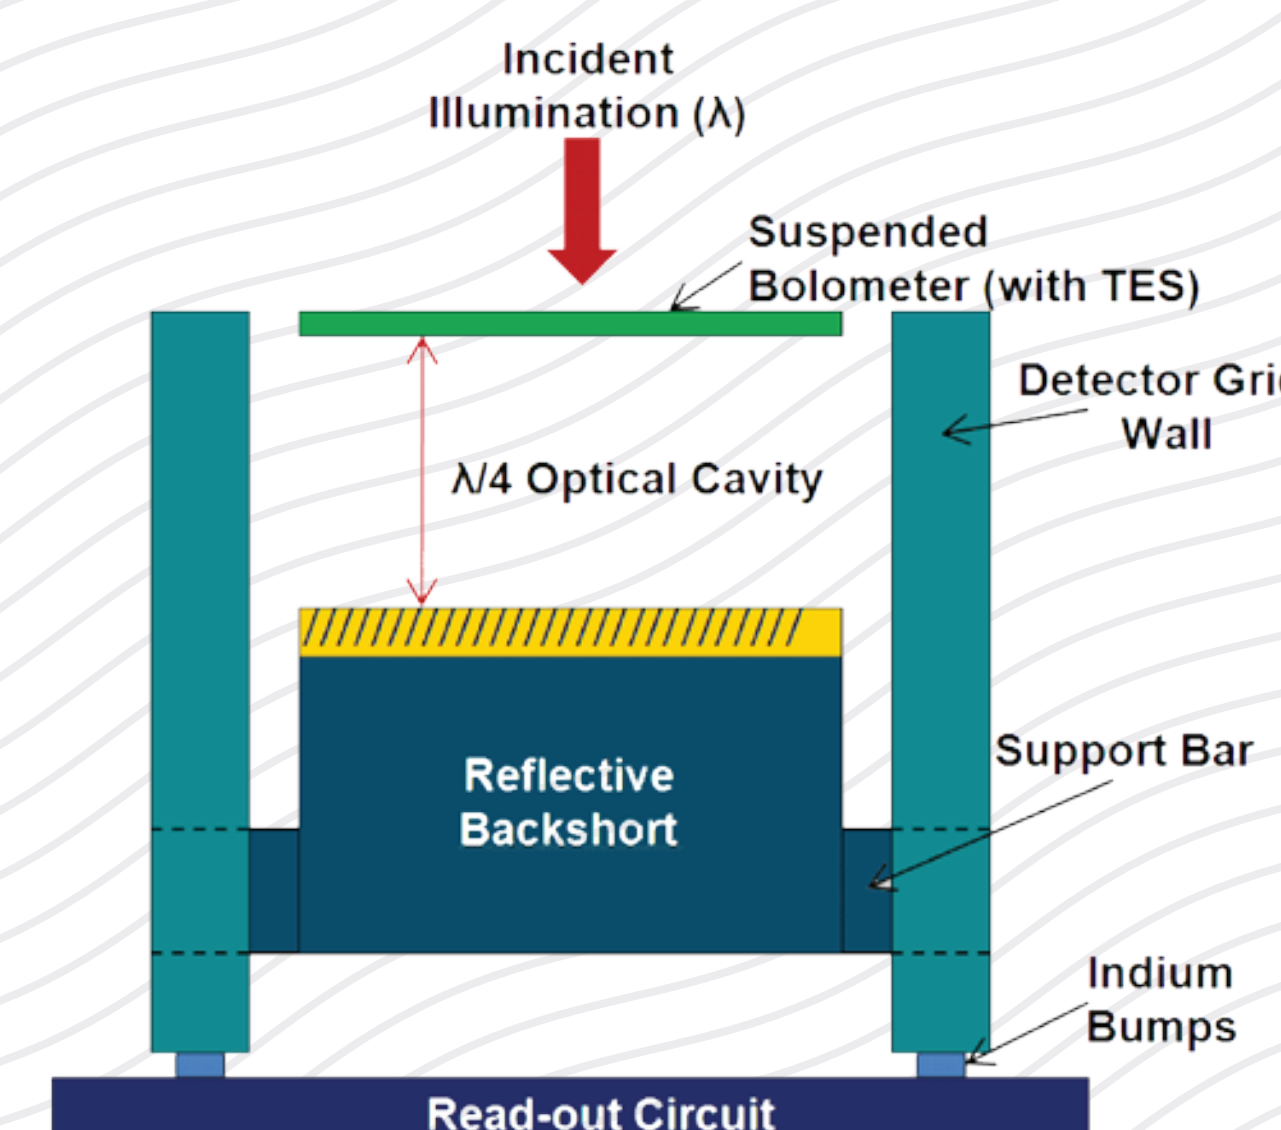 Incident
Illumination (λ)
Suspended
Bolometer (with TES)
Detector
Wall
λ/4 Optical Cavity
Reflective
Backshort
Support Bar
Indium
Bumps
Read-out Circuit